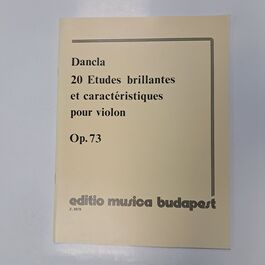 Dancla
20 Etudes brillantes
et caractéristiques
pour violon
Op. 73
editio musica budapest